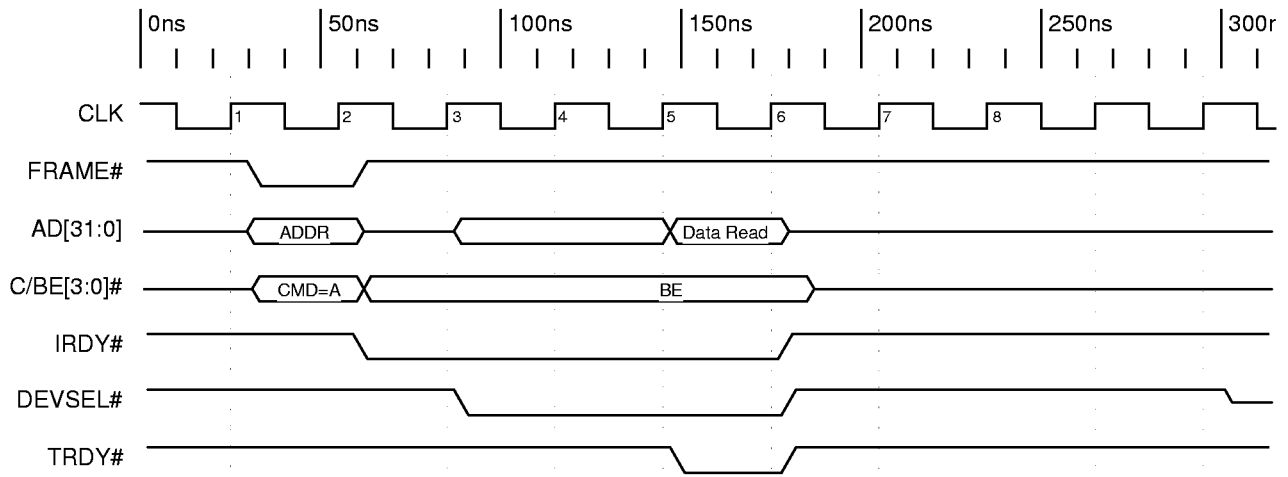 0ns 50ns 100ns 150ns 200ns 250ns
CLK 1 2 3 4 5 6 7 8
FRAME#
AD[31:0] ADDR Data Read
C/BE[3:0]# CMD=A BE
IRDY#
DEVSEL#
TRDY#